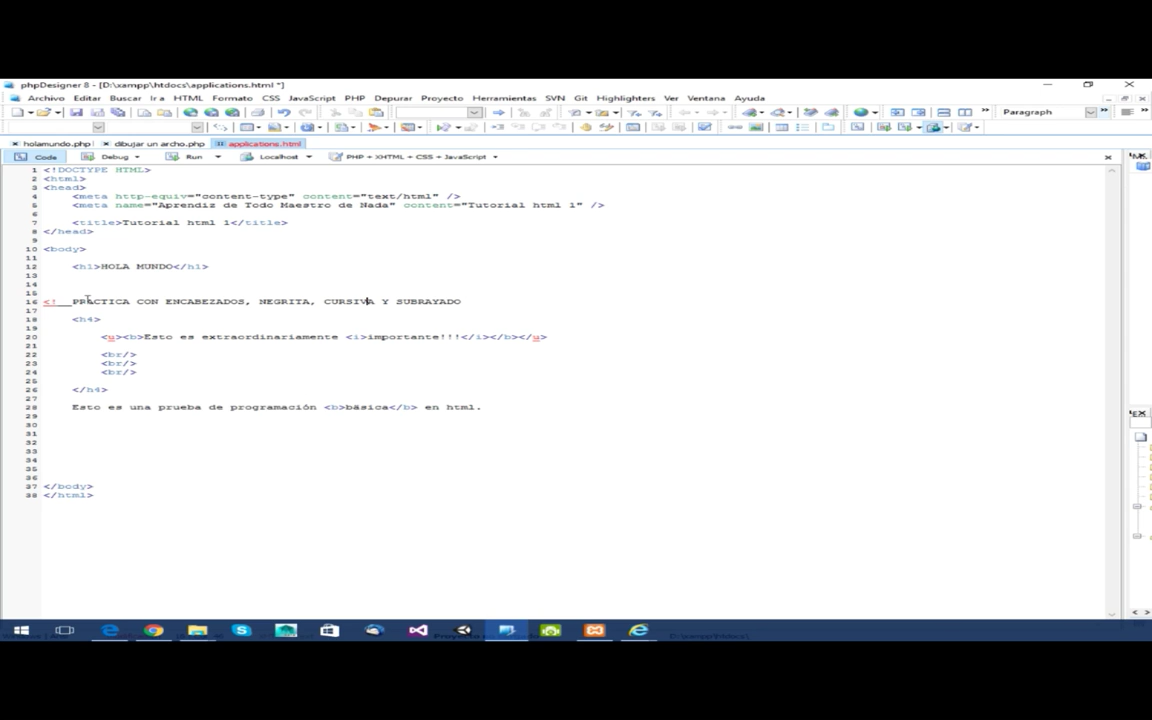 phpDesigner 8 - [D:\xampp\htdocs\applications.html *]
Archivo Editar Buscar Ir a HTML Formato CSS JavaScript PHP Depurar Proyecto Herramientas SVN Git Highlighters Ver Ventana Ayuda
Paragraph
holamundo.php dibujar un archo.php applications.html
Code Debug Run Localhost PHP + XHTML + CSS + JavaScript
1 <!DOCTYPE HTML>
2 <html>
3 <head>
4 <meta http-equiv="content-type" content="text/html" />
5 <meta name="Aprendiz de Todo Maestro de Nada" content="Tutorial html 1" />
6
7 <title>Tutorial html 1</title>
8 </head>
9
10 <body>
11
12 <h1>HOLA MUNDO</h1>
13
14
15
16 <!__PRACTICA CON ENCABEZADOS, NEGRITA, CURSIVA Y SUBRAYADO
17
18 <h4>
19
20 <u><b>Esto es extraordinariamente <i>importante!!!</i></b></u>
21
22 <br/>
23 <br/>
24 <br/>
25
26 </h4>
27
28 Esto es una prueba de programación <b>básica</b> en html.
29
30
31
32
33
34
35
36
37 </body>
38 </html>